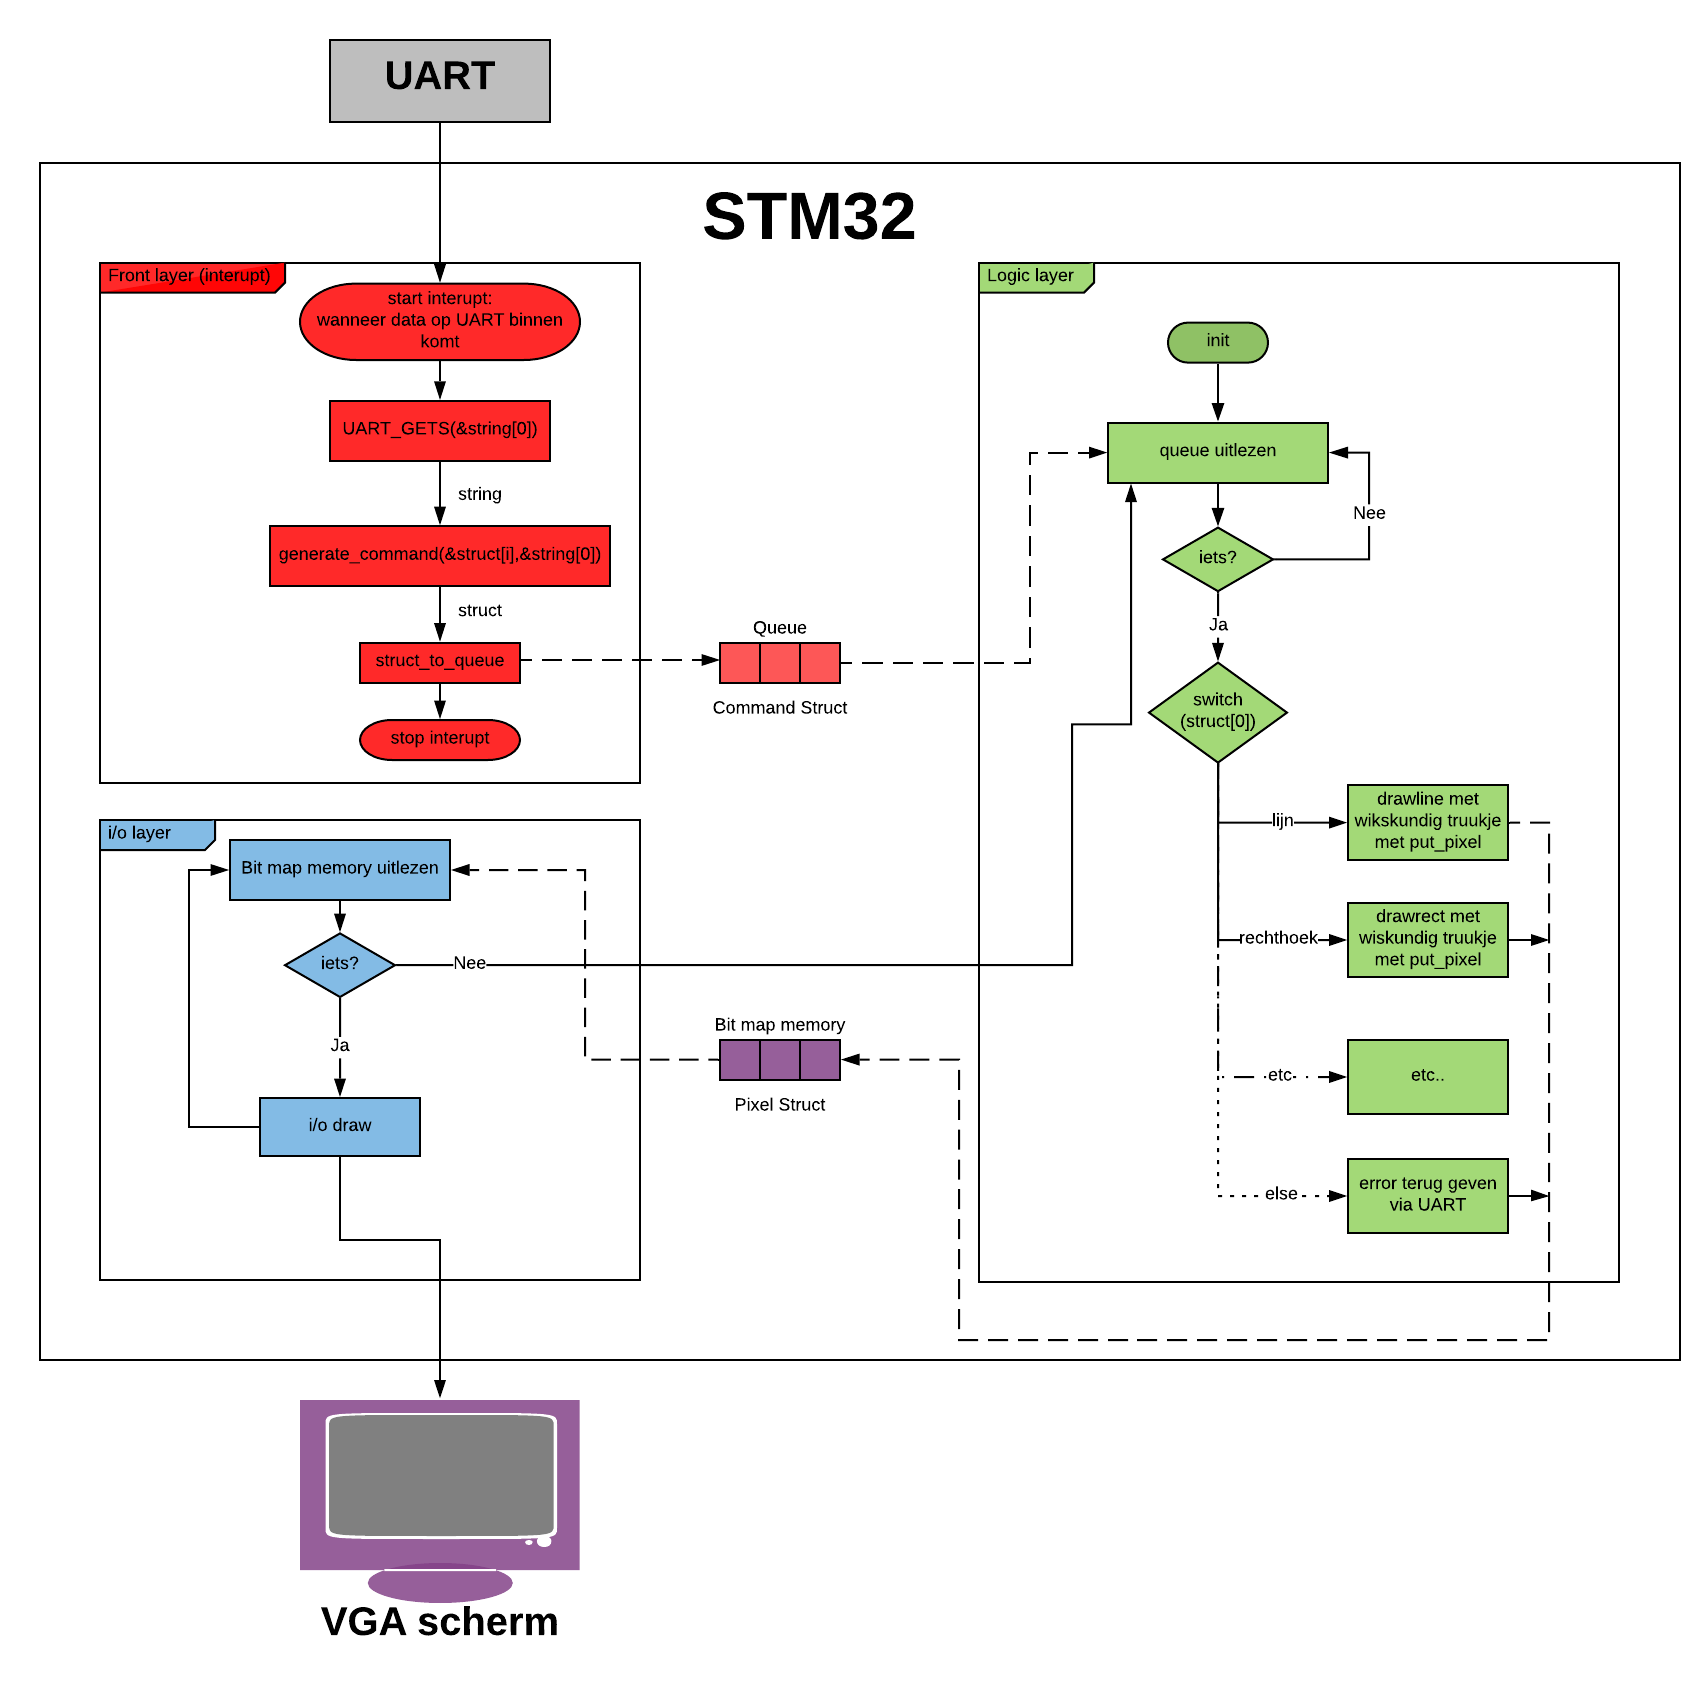 UART
STM32
Front layer (interupt)
start interupt:
wanneer data op UART binnen
komt
UART_GETS(&string[0])
string
generate_command(&struct[i],&string[0])
struct
struct_to_queue
stop interupt
Queue
Command Struct
Logic layer
init
queue uitlezen
Nee
iets?
Ja
switch
(struct[0])
lijn
drawline met
wikskundig truukje
met put_pixel
rechthoek
drawrect met
wiskundig truukje
met put_pixel
etc
etc..
else
error terug geven
via UART
i/o layer
Bit map memory uitlezen
iets?
Nee
Ja
i/o draw
Bit map memory
Pixel Struct
VGA scherm